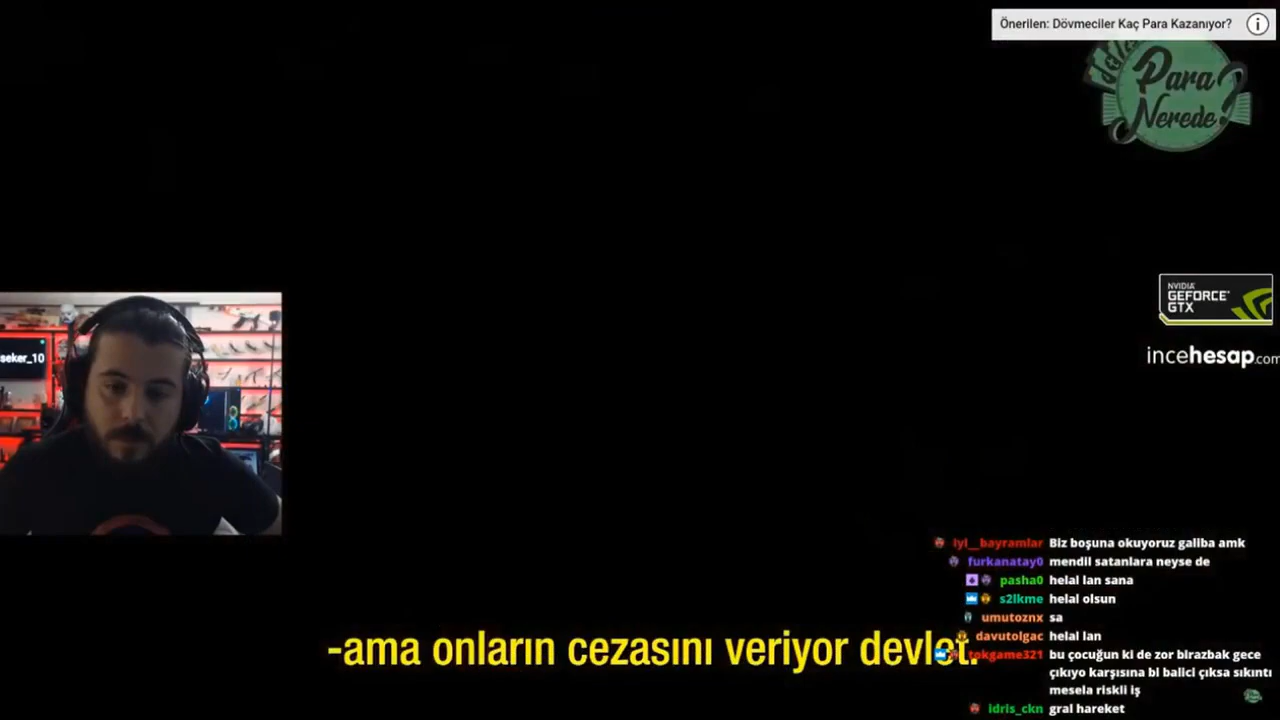 Önerilen: Dövmeciler Kaç Para Kazanıyor?
Para
Nerede?
NVIDIA
GEFORCE
GTX
incehesap.com
seker_10
iyi__bayramlar Biz boşuna okuyoruz galiba amk
furkanatay0 mendil satanlara neyse de
pasha0 helal lan sana
s2lkme helal olsun
umutoznx sa
davutolgac helal lan
tokgame321 bu çocuğun ki de zor birazbak gece
çıkıyo karşısına bi balici çıksa sıkıntı
mesela riskli iş
idris_ckn gral hareket
-ama onların cezasını veriyor devlet.